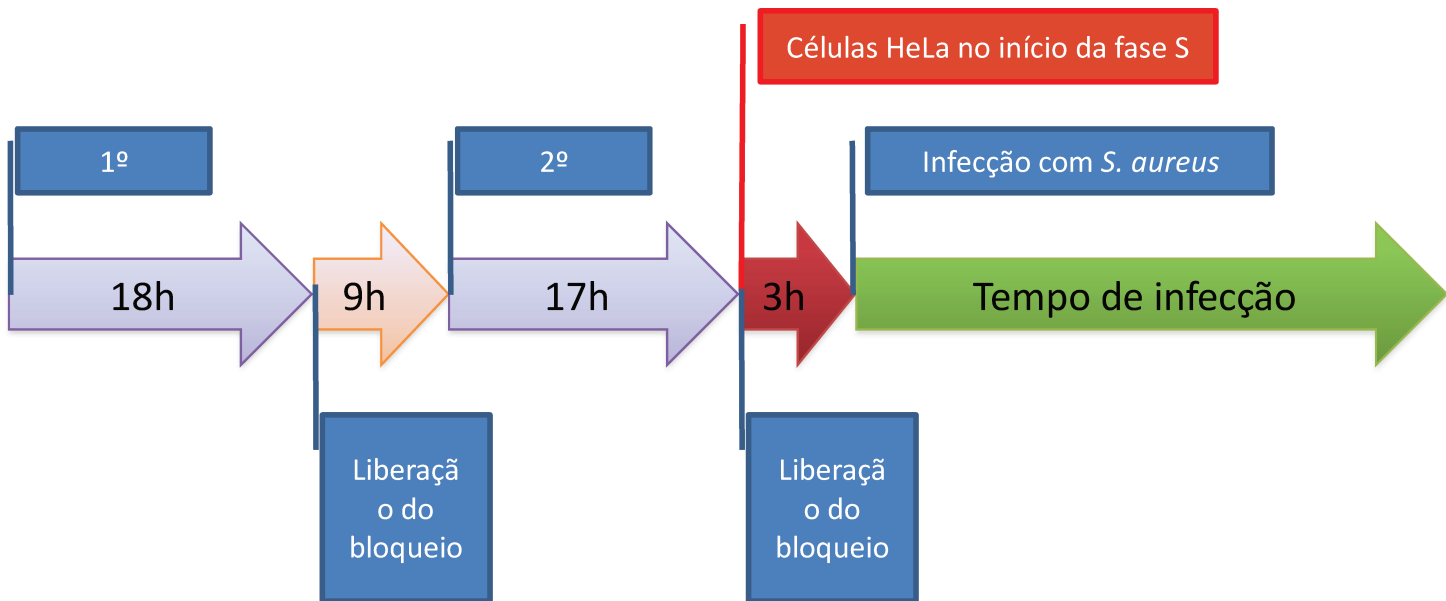 Células HeLa no início da fase S
1º
2º
Infecção com S. aureus
18h
9h
17h
3h
Tempo de infecção
Liberaçã
o do
bloqueio
Liberaçã
o do
bloqueio